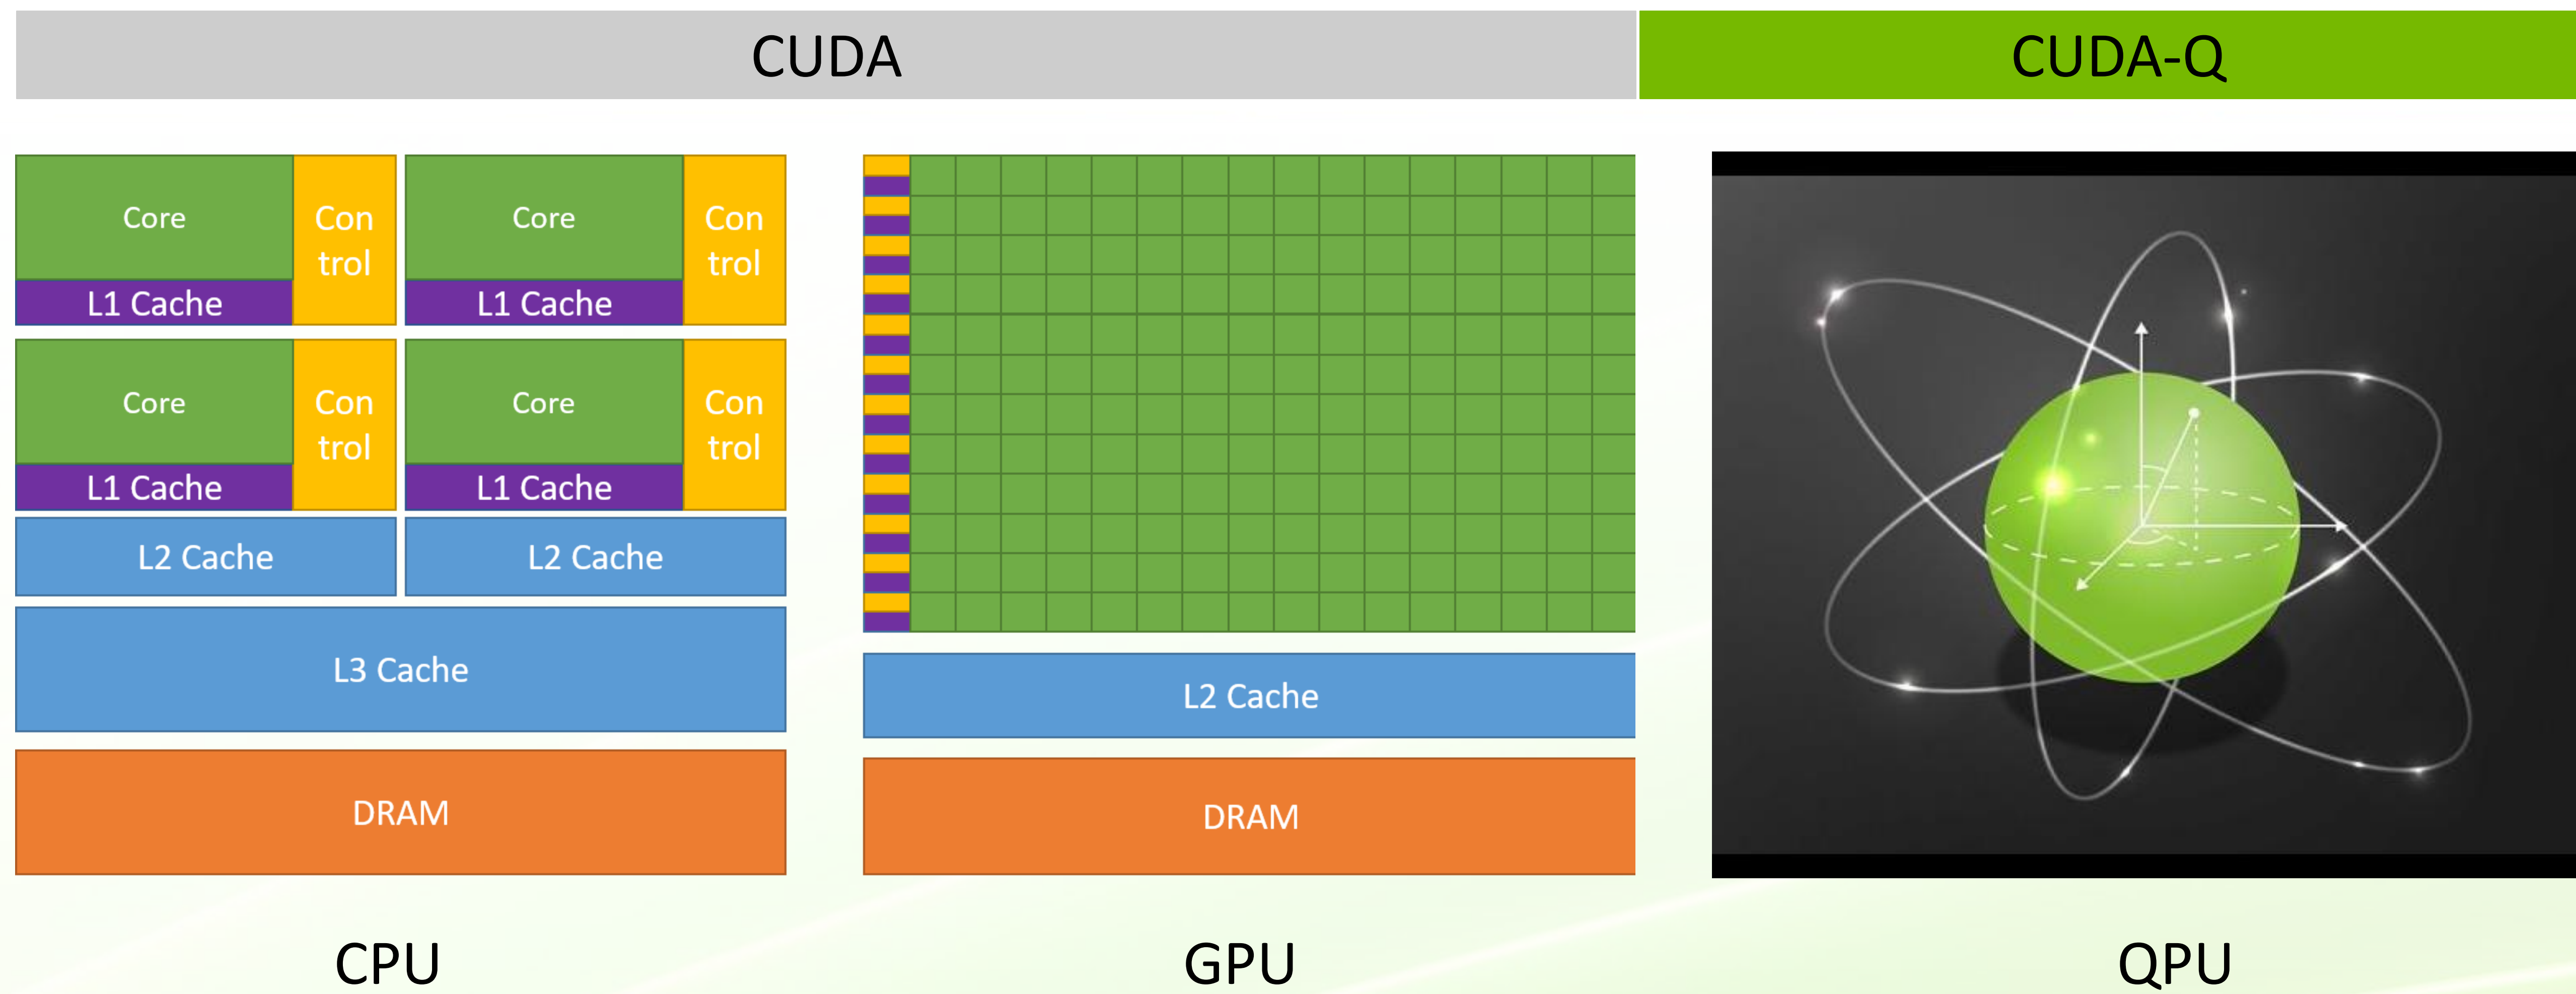 CUDA
CUDA-Q
Core
Con
trol
L1 Cache
Core
Con
trol
L1 Cache
Core
Con
trol
L1 Cache
Core
Con
trol
L1 Cache
L2 Cache
L2 Cache
L3 Cache
DRAM
CPU
L2 Cache
DRAM
GPU
QPU